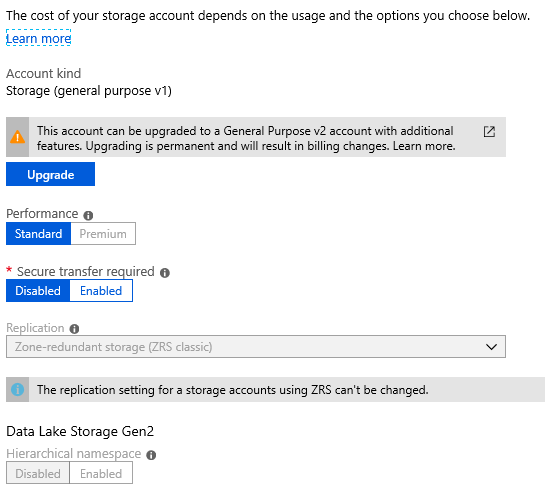 The cost of your storage account depends on the usage and the options you choose below.
Learn more
Account kind
Storage (general purpose v1)
This account can be upgraded to a General Purpose v2 account with additional
features. Upgrading is permanent and will result in billing changes. Learn more.
Upgrade
Performance
Standard Premium
* Secure transfer required
Disabled Enabled
Replication
Zone-redundant storage (ZRS classic)
The replication setting for a storage accounts using ZRS can't be changed.
Data Lake Storage Gen2
Hierarchical namespace
Disabled Enabled